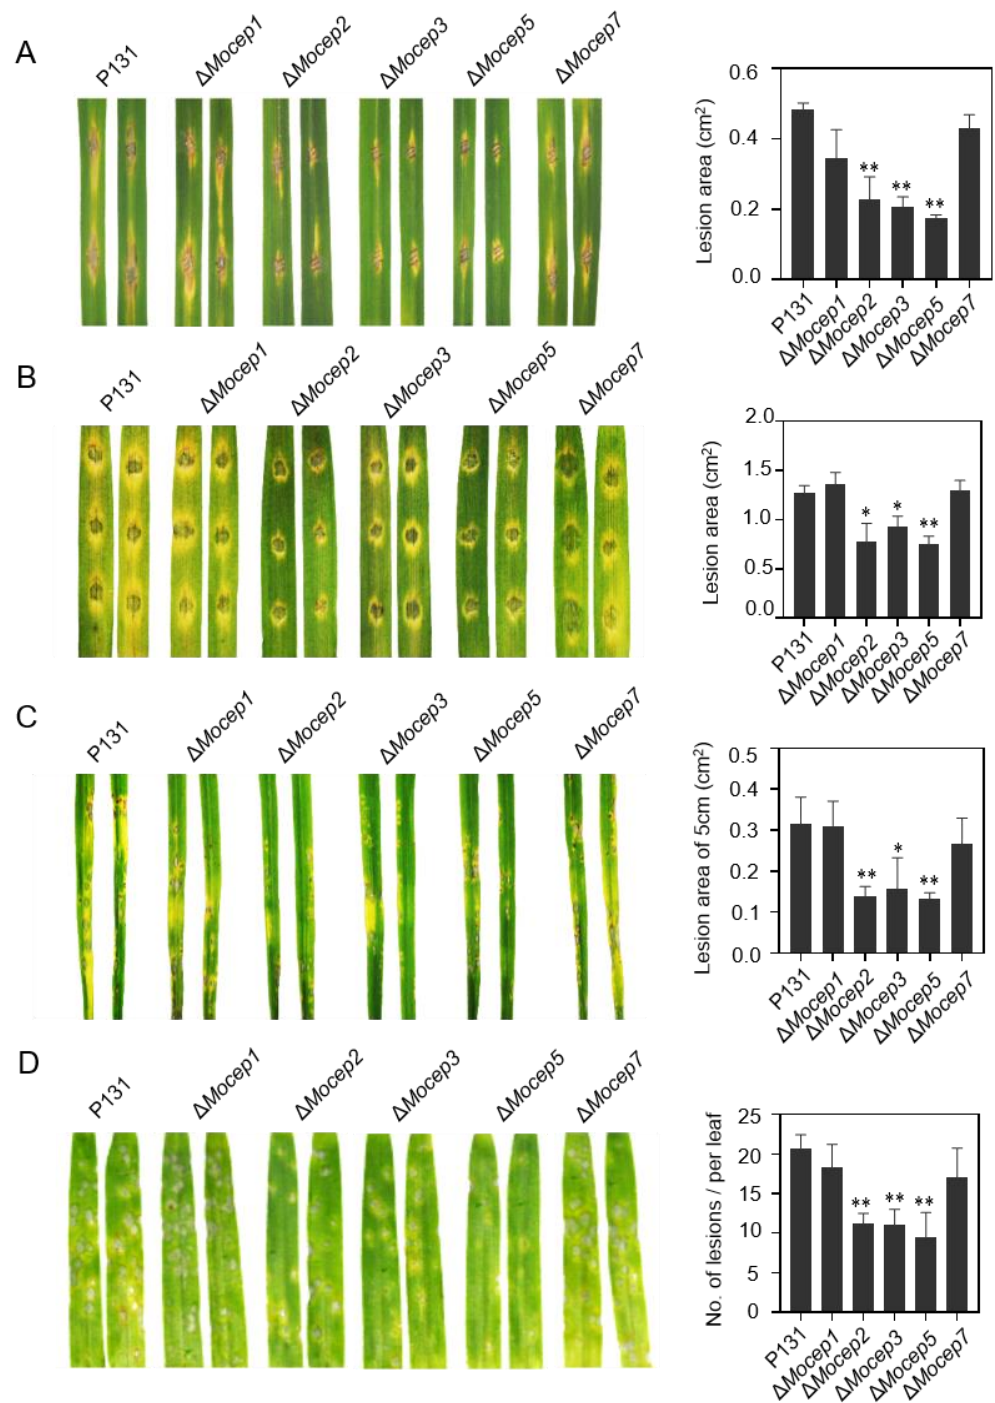 A
P131
ΔMocep1
ΔMocep2
ΔMocep3
ΔMocep5
ΔMocep7
Lesion area (cm²)
0.6
0.4
0.2
0.0
**
**
**
P131
ΔMocep1
ΔMocep2
ΔMocep3
ΔMocep5
ΔMocep7
B
P131
ΔMocep1
ΔMocep2
ΔMocep3
ΔMocep5
ΔMocep7
Lesion area (cm²)
2.0
1.5
1.0
0.5
0.0
*
*
**
P131
ΔMocep1
ΔMocep2
ΔMocep3
ΔMocep5
ΔMocep7
C
P131
ΔMocep1
ΔMocep2
ΔMocep3
ΔMocep5
ΔMocep7
Lesion area of 5cm (cm²)
0.5
0.4
0.3
0.2
0.1
0.0
**
*
**
P131
ΔMocep1
ΔMocep2
ΔMocep3
ΔMocep5
ΔMocep7
D
P131
ΔMocep1
ΔMocep2
ΔMocep3
ΔMocep5
ΔMocep7
No. of lesions / per leaf
25
20
15
10
5
0
**
**
**
P131
ΔMocep1
ΔMocep2
ΔMocep3
ΔMocep5
ΔMocep7